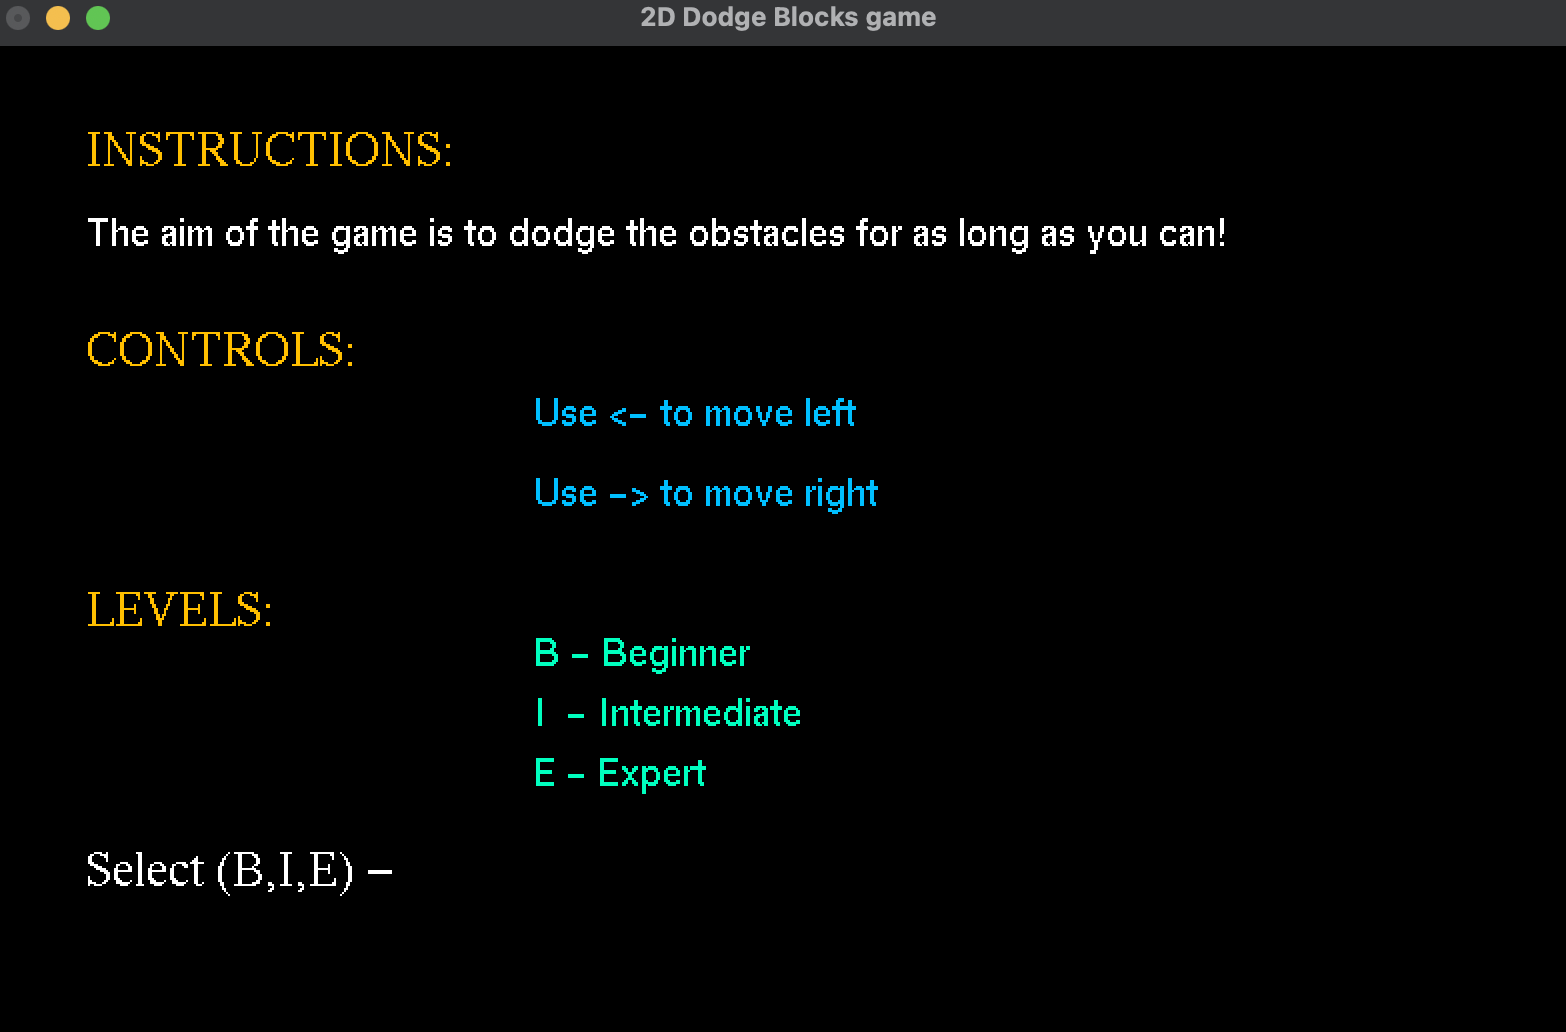 2D Dodge Blocks game
INSTRUCTIONS:
The aim of the game is to dodge the obstacles for as long as you can!
CONTROLS:
Use <- to move left
Use -> to move right
LEVELS:
B - Beginner
I - Intermediate
E - Expert
Select (B,I,E) -